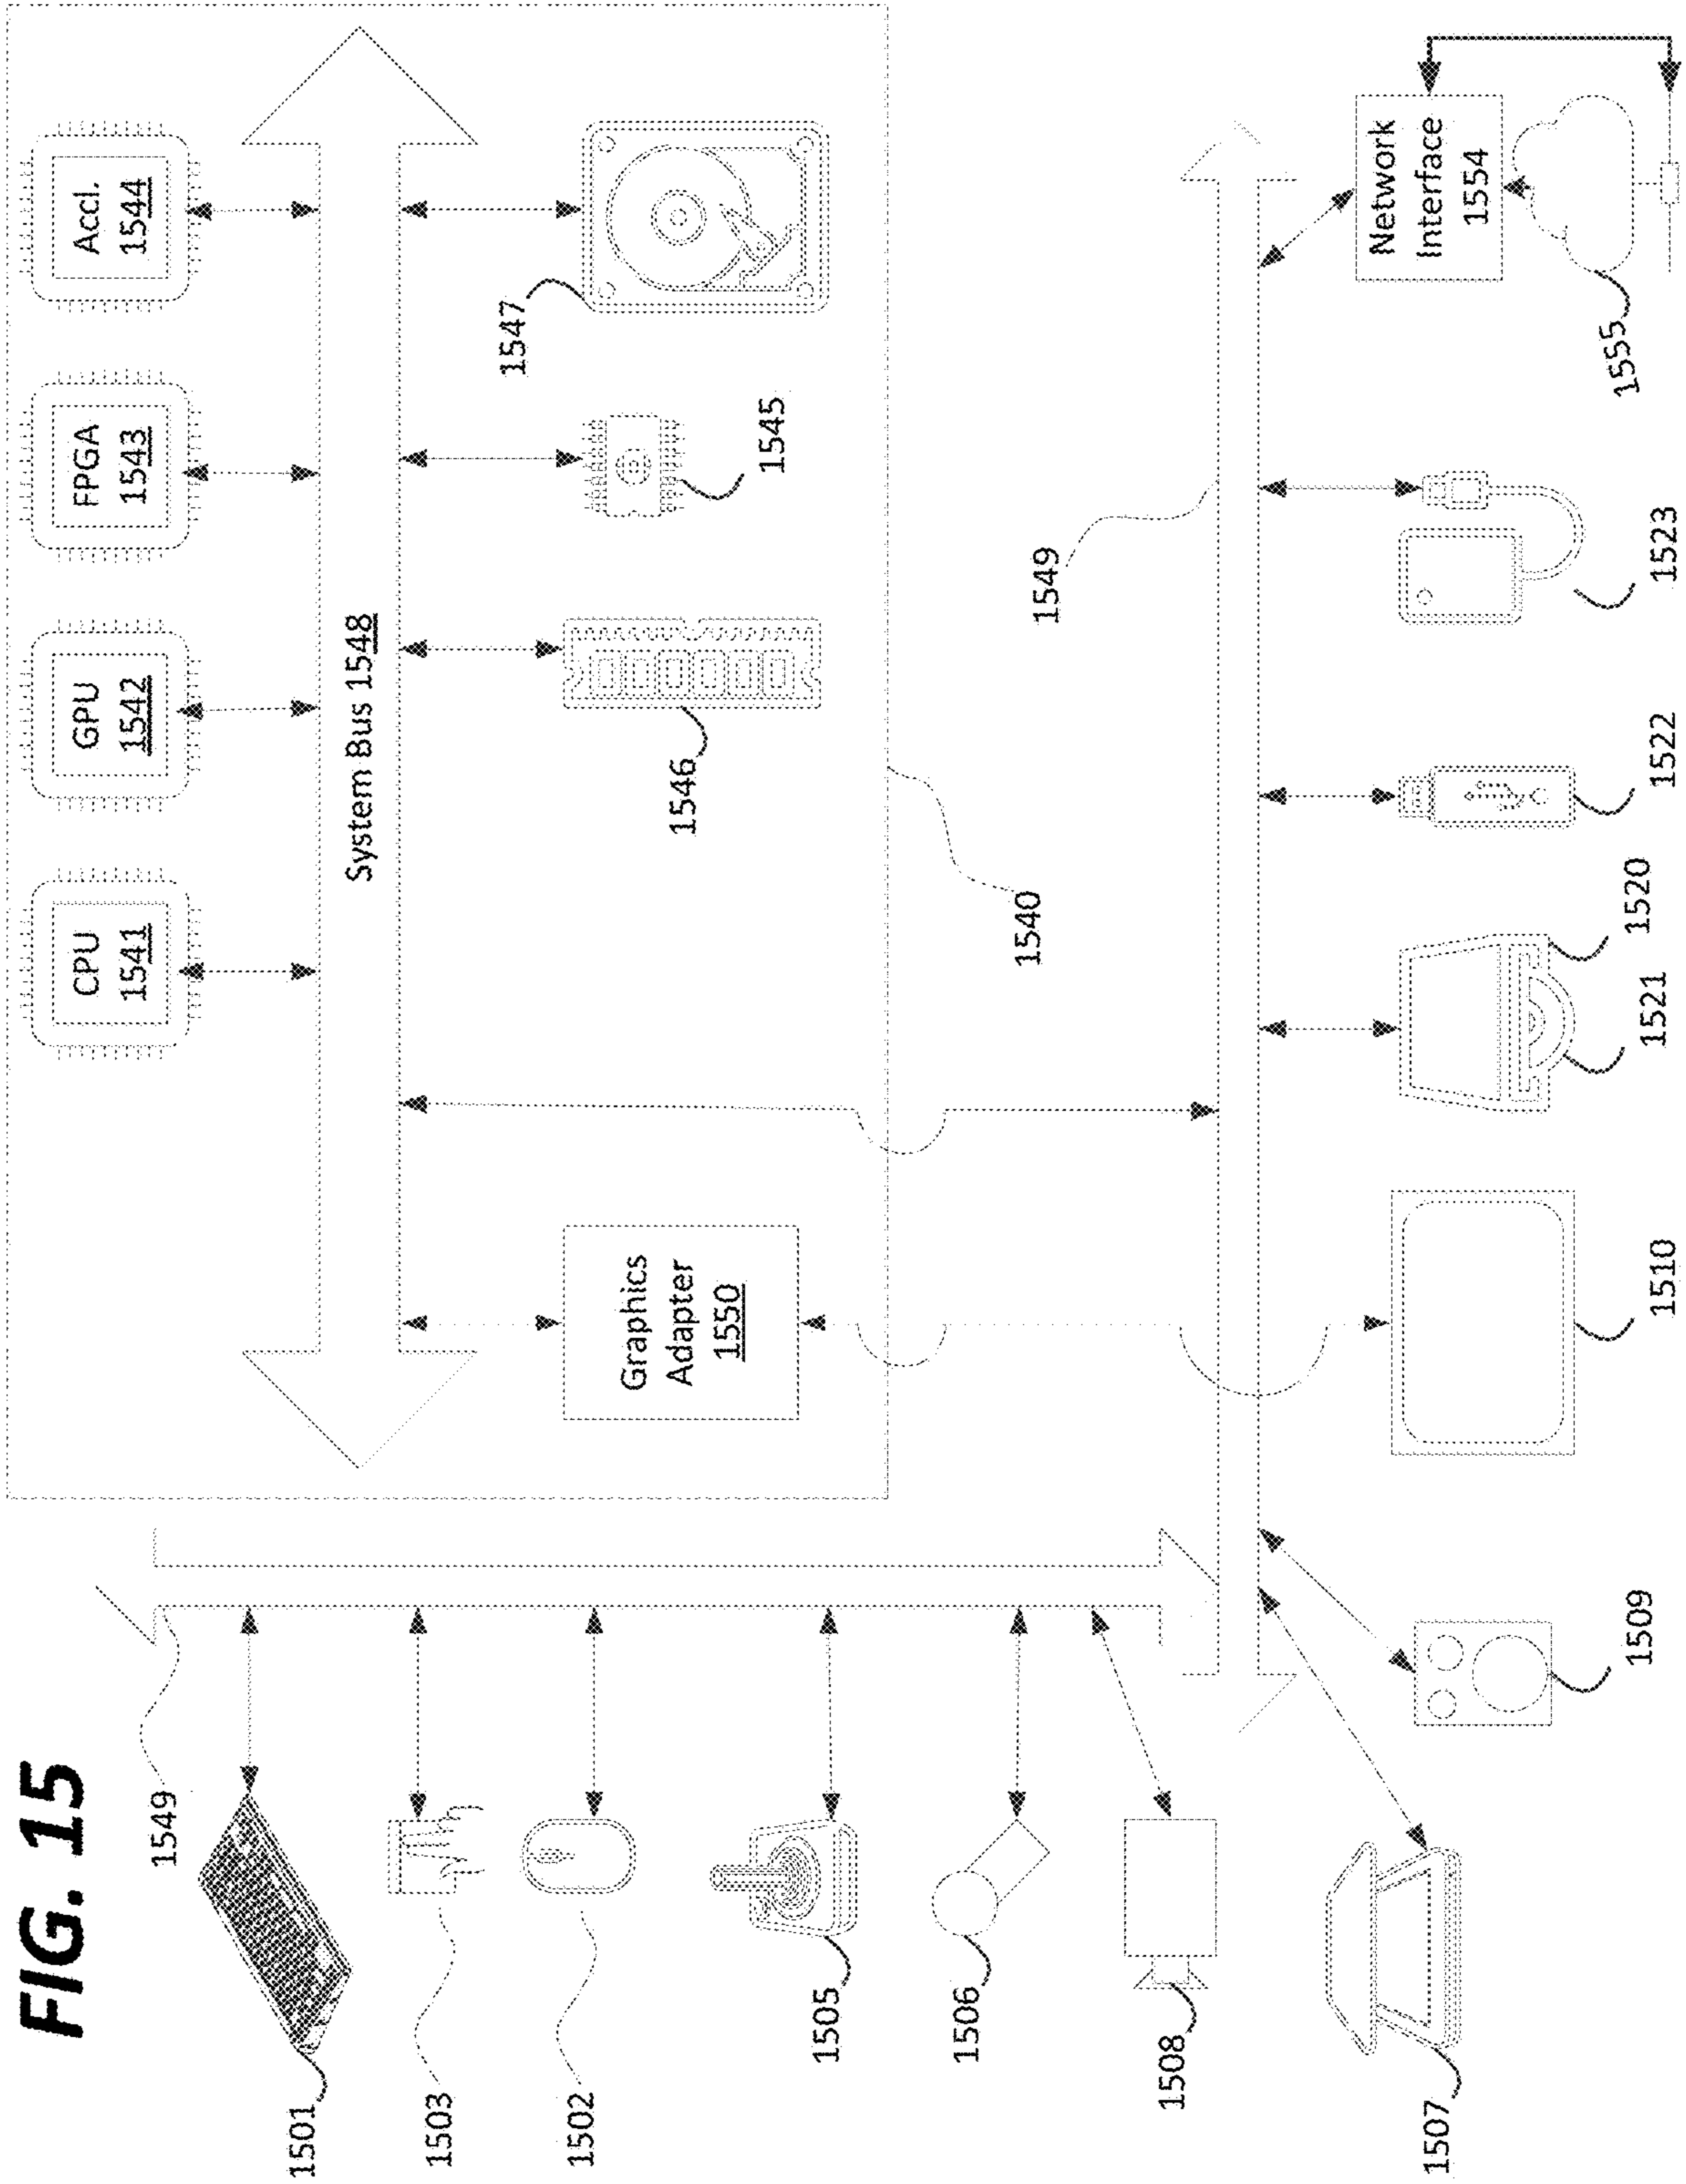 FIG. 15
1549
1501
1503
1502
1505
1506
1508
1507
CPU
1541
GPU
1542
FPGA
1543
Accl.
1544
System Bus 1548
Graphics
Adapter
1550
1546
1545
1547
1540
1549
1509
1510
1521
1520
1522
1523
Network
Interface
1554
1555